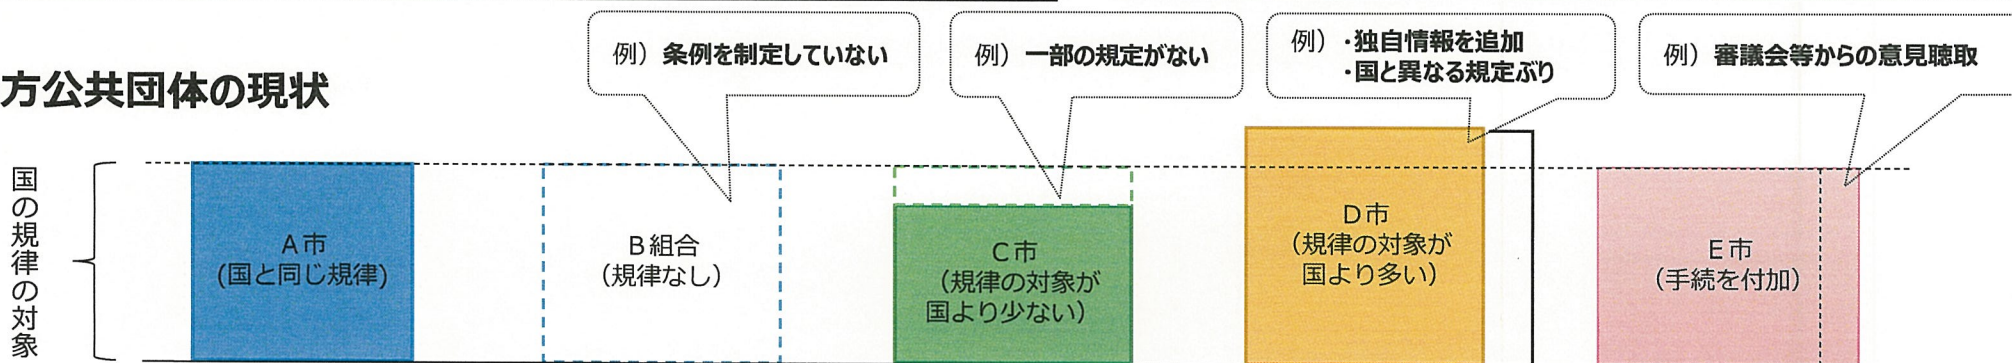 方公共団体の現状
例）条例を制定していない
例）一部の規定がない
例）・独自情報を追加
・国と異なる規定ぶり
例）審議会等からの意見聴取
国の規律の対象
A市
(国と同じ規律)
B組合
（規律なし）
C市
（規律の対象が
国より少ない）
D市
（規律の対象が
国より多い）
E市
（手続を付加）